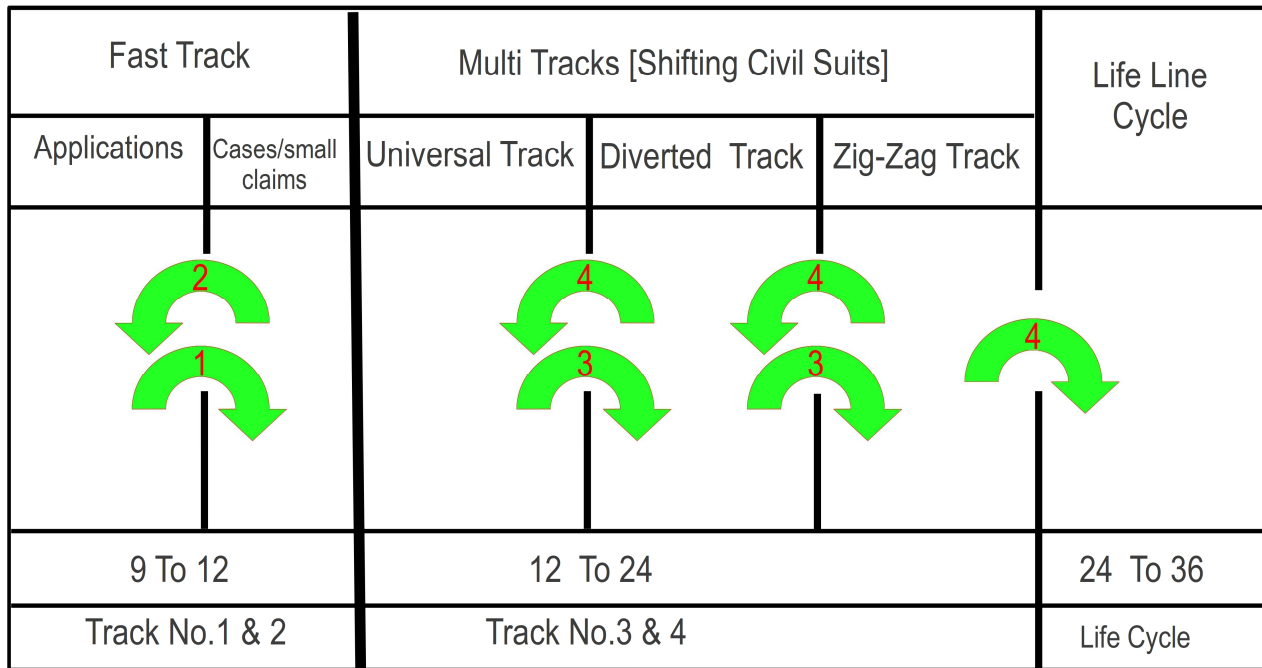 Fast Track
Multi Tracks [Shifting Civil Suits]
Life Line
Cycle
Applications
Cases/small
claims
Universal Track
Diverted Track
Zig-Zag Track
2
4
4
1
3
3
4
9 To 12
12 To 24
24 To 36
Track No.1 & 2
Track No.3 & 4
Life Cycle